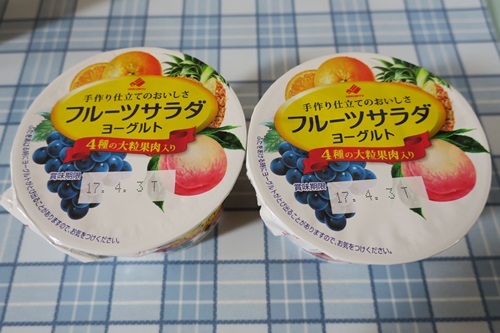 手作り仕立てのおいしさ
フルーツサラダ
ヨーグルト
4種の大粒果肉入り
賞味期限
17.4.3 T
手作り仕立てのおいしさ
フルーツサラダ
ヨーグルト
4種の大粒果肉入り
賞味期限
17.4.3 T